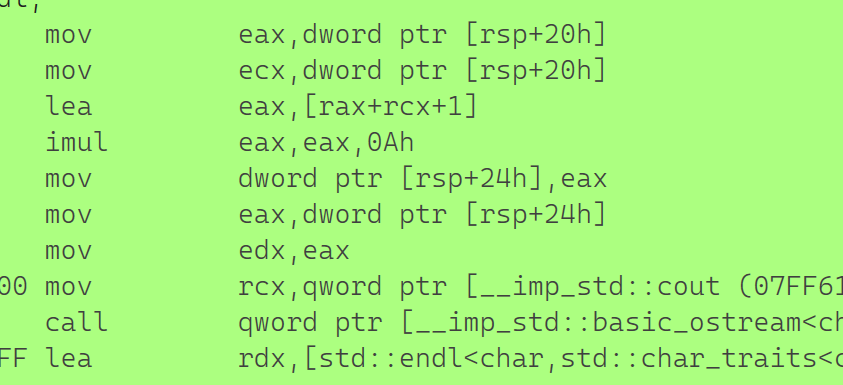 mov eax,dword ptr [rsp+20h]
mov ecx,dword ptr [rsp+20h]
lea eax,[rax+rcx+1]
imul eax,eax,0Ah
mov dword ptr [rsp+24h],eax
mov eax,dword ptr [rsp+24h]
mov edx,eax
00 mov rcx,qword ptr [__imp_std::cout (07FF61
call qword ptr [__imp_std::basic_ostream<ch
FF lea rdx,[std::endl<char,std::char_traits<c